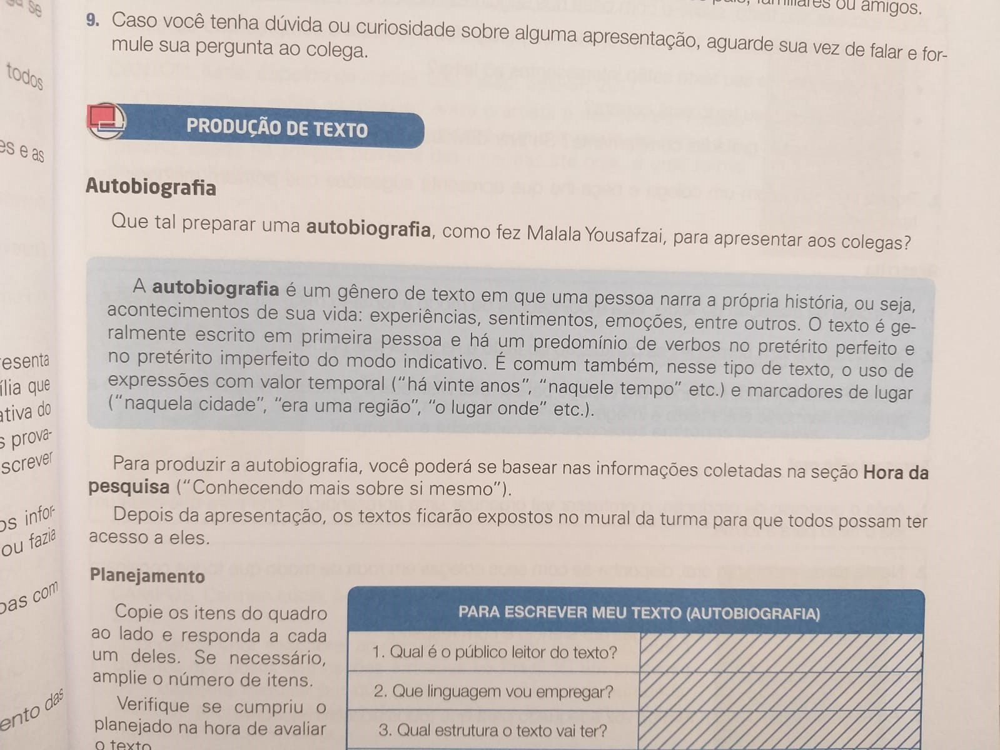 familiares ou amigos.
9. Caso você tenha dúvida ou curiosidade sobre alguma apresentação, aguarde sua vez de falar e for-
mule sua pergunta ao colega.
se
todos
es e as
PRODUÇÃO DE TEXTO
Autobiografia
Que tal preparar uma autobiografia, como fez Malala Yousafzai, para apresentar aos colegas?
A autobiografia é um gênero de texto em que uma pessoa narra a própria história, ou seja,
acontecimentos de sua vida: experiências, sentimentos, emoções, entre outros. O texto é ge-
ralmente escrito em primeira pessoa e há um predomínio de verbos no pretérito perfeito e
no pretérito imperfeito do modo indicativo. É comum também, nesse tipo de texto, o uso de
expressões com valor temporal (“há vinte anos”, “naquele tempo” etc.) e marcadores de lugar
(“naquela cidade”, “era uma região”, “o lugar onde” etc.).
esenta
ília que
ativa do
s prova-
screver
os infor-
ou fazia
oas com
ento das
Para produzir a autobiografia, você poderá se basear nas informações coletadas na seção Hora da
pesquisa (“Conhecendo mais sobre si mesmo”).
Depois da apresentação, os textos ficarão expostos no mural da turma para que todos possam ter
acesso a eles.
Planejamento
Copie os itens do quadro
ao lado e responda a cada
um deles. Se necessário,
amplie o número de itens.
Verifique se cumpriu o
planejado na hora de avaliar
o texto
PARA ESCREVER MEU TEXTO (AUTOBIOGRAFIA)
1. Qual é o público leitor do texto?
2. Que linguagem vou empregar?
3. Qual estrutura o texto vai ter?